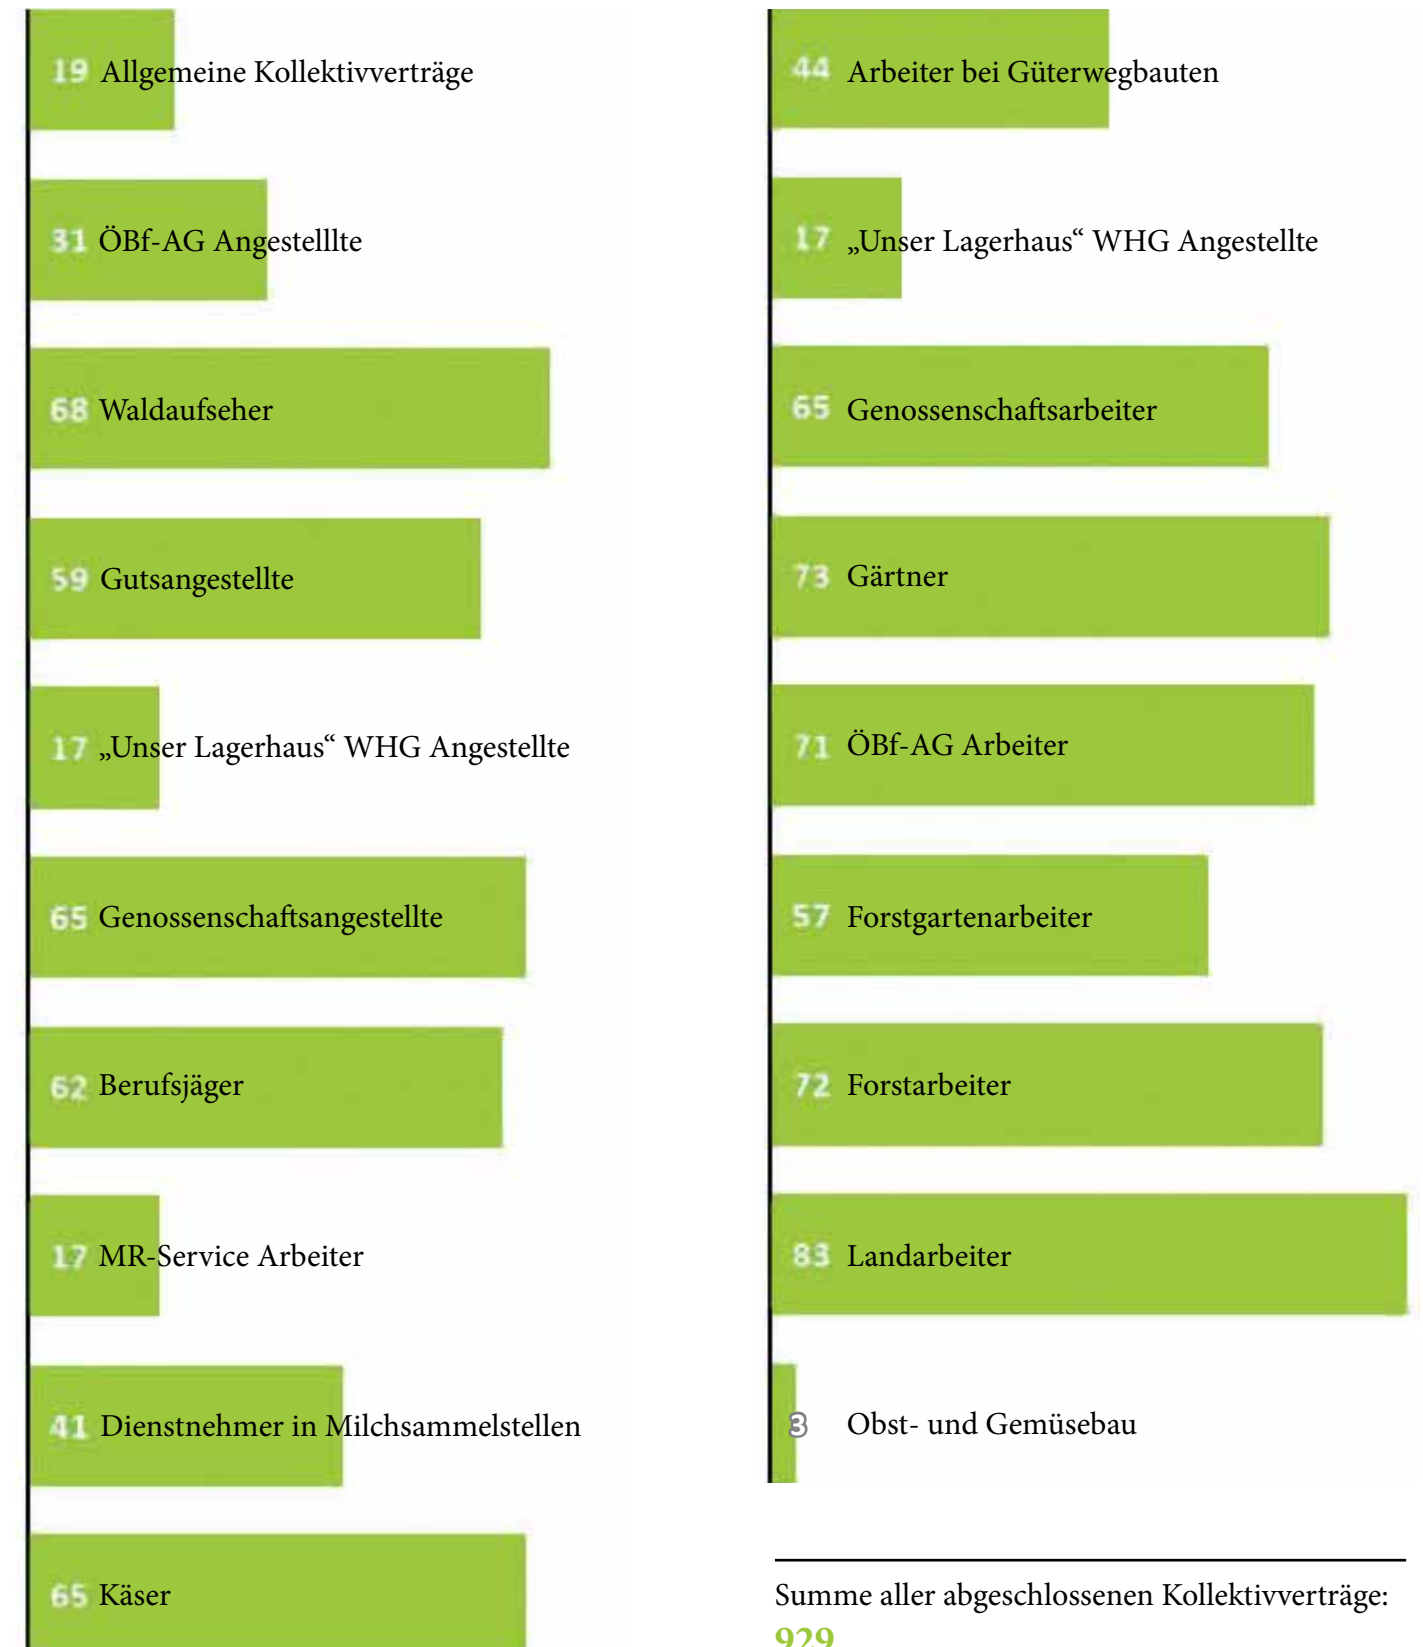 19 Allgemeine Kollektivverträge
31 ÖBf-AG Angestelllte
68 Waldaufseher
59 Gutsangestellte
17 „Unser Lagerhaus“ WHG Angestellte
65 Genossenschaftsangestellte
62 Berufsjäger
17 MR-Service Arbeiter
41 Dienstnehmer in Milchsammelstellen
65 Käser
44 Arbeiter bei Güterwegbauten
17 „Unser Lagerhaus“ WHG Angestellte
65 Genossenschaftsarbeiter
73 Gärtner
71 ÖBf-AG Arbeiter
57 Forstgartenarbeiter
72 Forstarbeiter
83 Landarbeiter
3 Obst- und Gemüsebau
Summe aller abgeschlossenen Kollektivverträge:
929